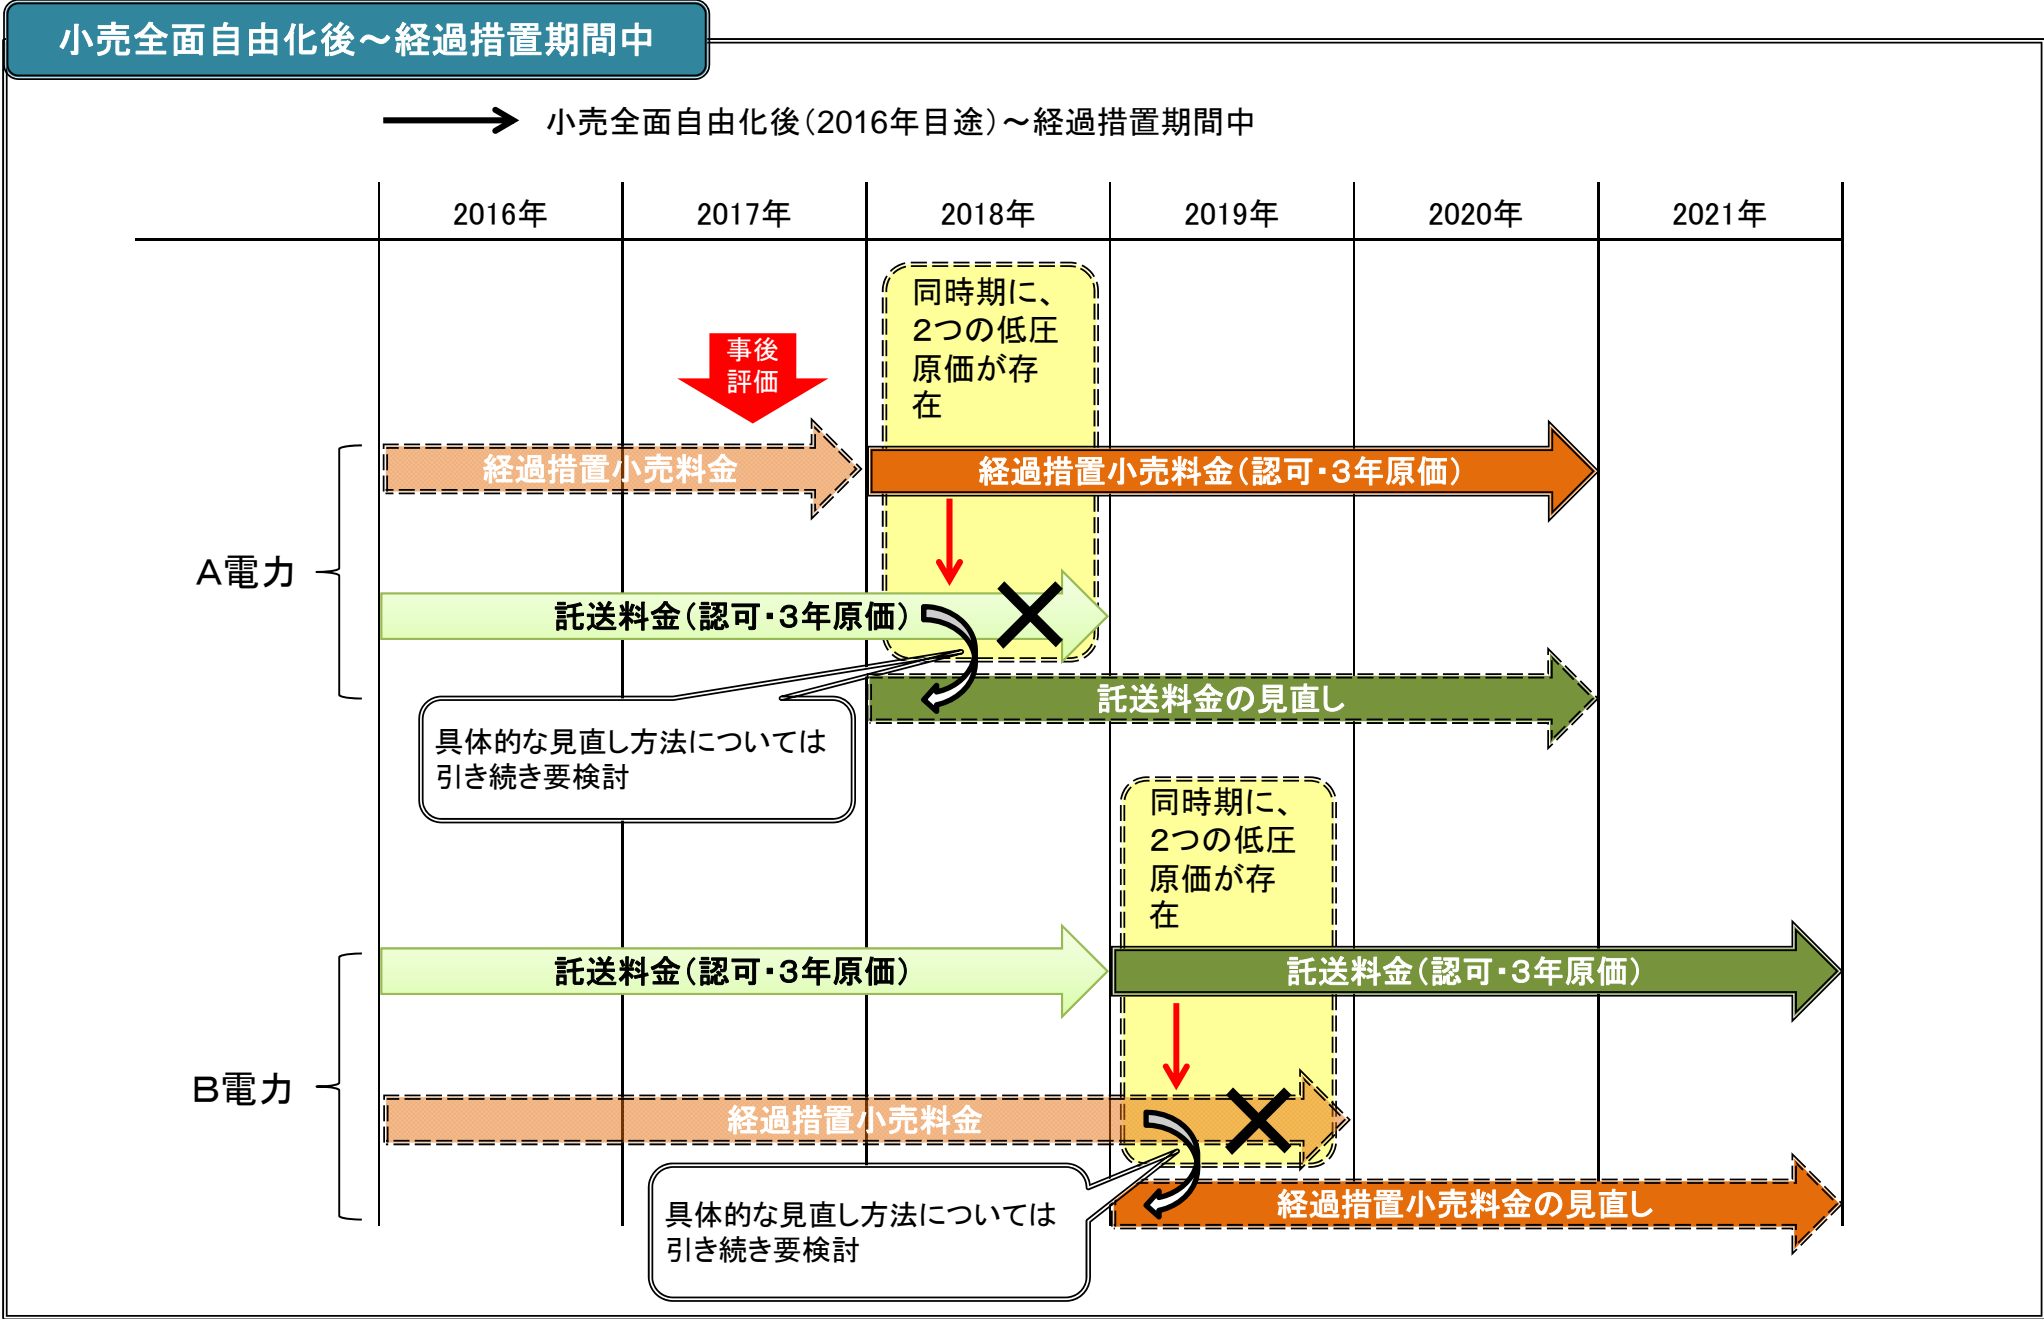 小売全面自由化後～経過措置期間中
小売全面自由化後（2016年目途）～経過措置期間中
2016年
2017年
2018年
2019年
2020年
2021年
同時期に、
２つの低圧
原価が存
在
事後
評価
経過措置小売料金
経過措置小売料金（認可・３年原価）
Ａ電力
託送料金（認可・３年原価）
託送料金の見直し
具体的な見直し方法については
引き続き要検討
同時期に、
２つの低圧
原価が存
在
託送料金（認可・３年原価）
託送料金（認可・３年原価）
Ｂ電力
経過措置小売料金
経過措置小売料金の見直し
具体的な見直し方法については
引き続き要検討